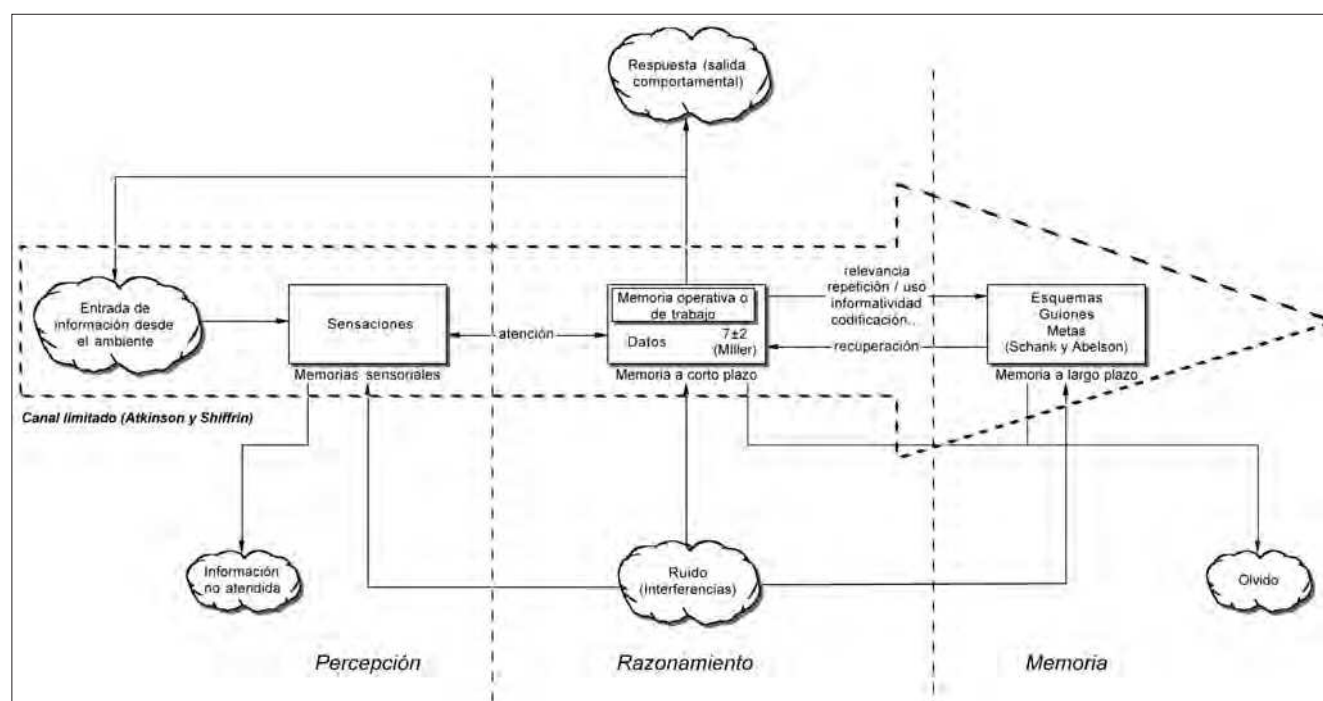 Respuesta (salida
comportamental)
Entrada de
información desde
el ambiente
Sensaciones
Memorias sensoriales
atención
Memoria operativa o
de trabajo
Datos
7±2
(Miller)
Memoria a corto plazo
relevancia
repetición / uso
informatividad
codificación...
recuperación
Esquemas
Guiones
Metas
(Schank y Abelson)
Memoria a largo plazo
Canal limitado (Atkinson y Shiffrin)
Información
no atendida
Ruido
(Interferencias)
Olvido
Percepción
Razonamiento
Memoria